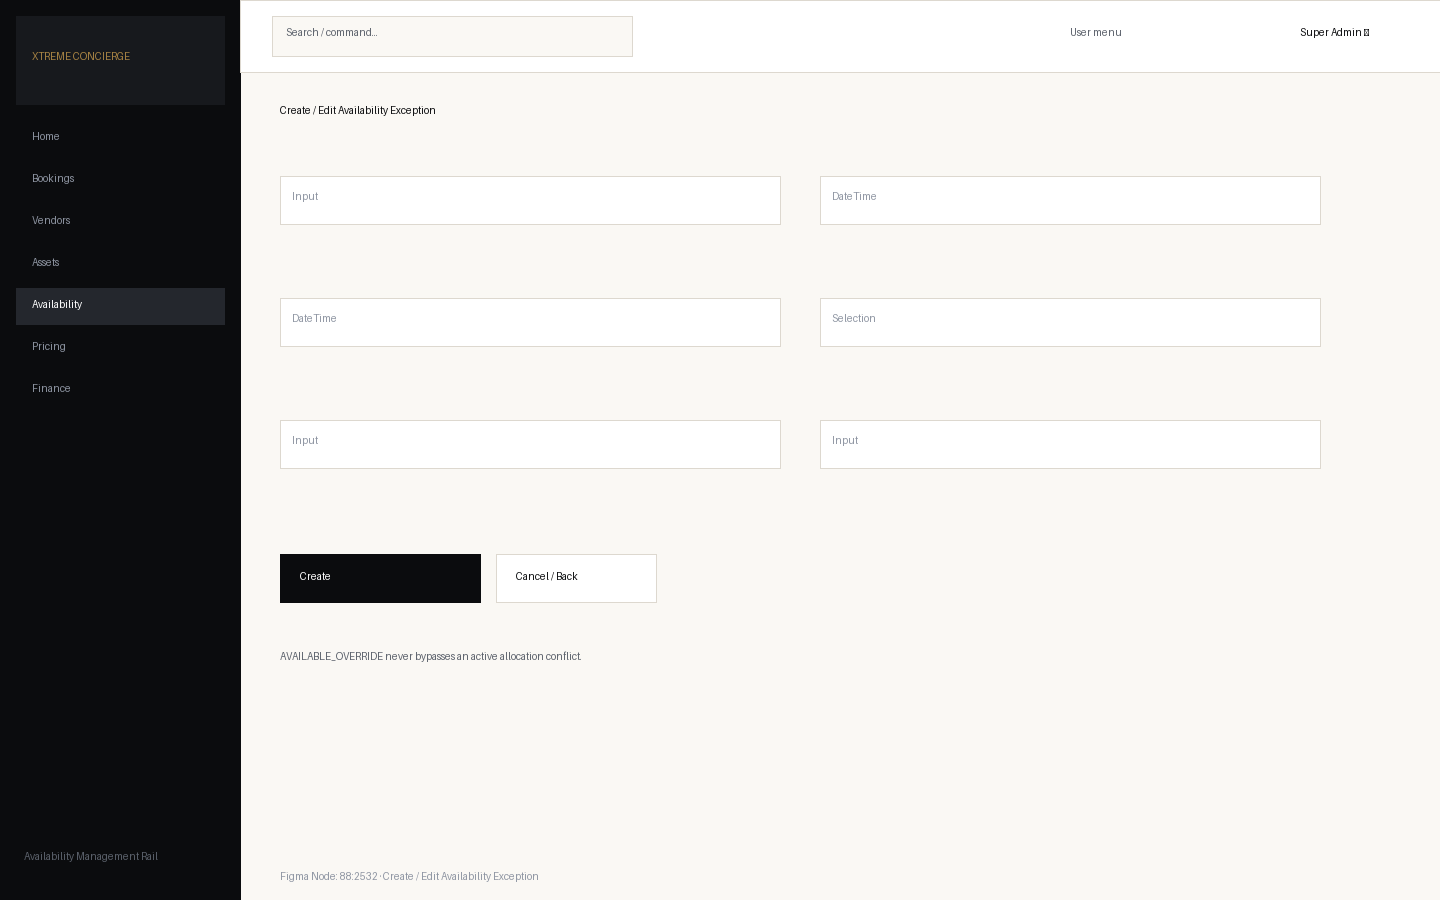 XTREME CONCIERGE
Home
Bookings
Vendors
Assets
Availability
Pricing
Finance
Availability Management Rail
Search / command...
User menu
Super Admin
Create / Edit Availability Exception
Input
DateTime
DateTime
Selection
Input
Input
Create
Cancel / Back
AVAILABLE_OVERRIDE never bypasses an active allocation conflict.
Figma Node: 88:2532 · Create / Edit Availability Exception